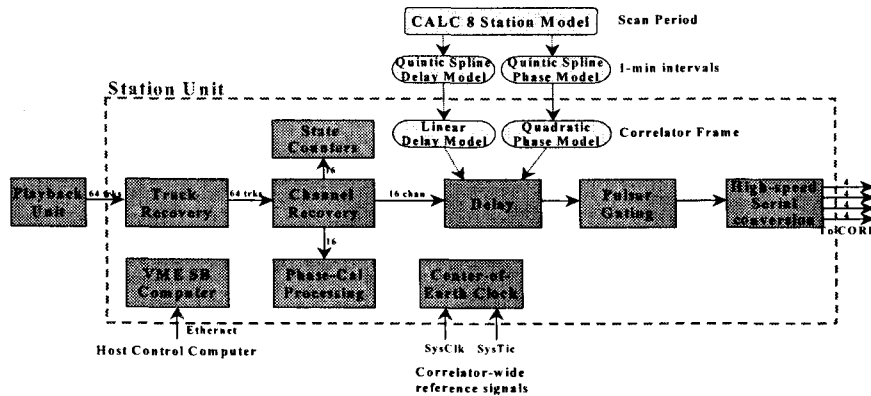 CALC 8 Station Model
Scan Period
Quintic Spline
Delay Model
Quintic Spline
Phase Model
1-min intervals
Station Unit
State
Counters
Linear
Delay Model
Quadratic
Phase Model
Correlator Frame
16
Playback
Unit
64 trks
Track
Recovery
64 trks
Channel
Recovery
16 chan
Delay
Pulsar
Gating
High-speed
Serial
conversion
4
4
4
4
To CORR
16
VME SB
Computer
Phase-Cal
Processing
Center-of-
Earth Clock
Ethernet
Host Control Computer
SysClk
SysTic
Correlator-wide
reference signals